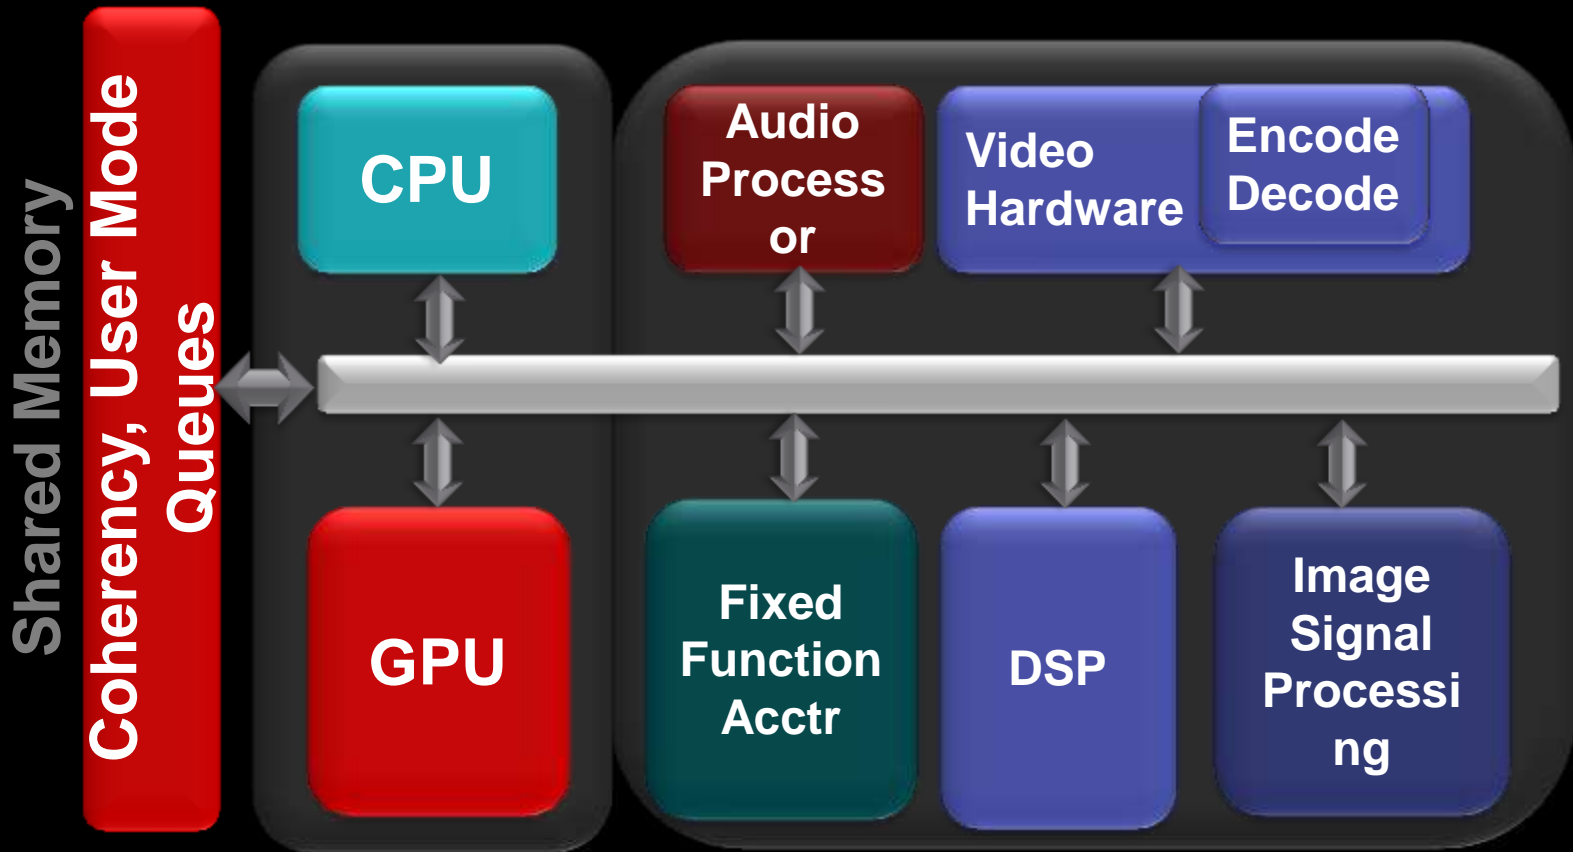 Shared Memory
Coherency, User Mode
Queues
CPU
Audio
Process
or
Video
Hardware
Encode
Decode
GPU
Fixed
Function
Acctr
DSP
Image
Signal
Processi
ng